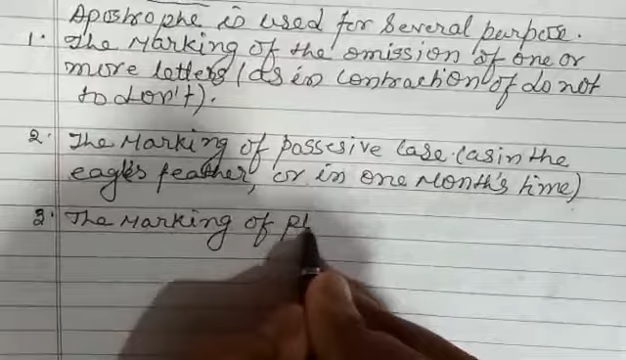 Apostrophe is used for several purpose.
1. The Marking of the omission of one or
more letters (as in contraction of do not
to don't).
2. The Marking of possesive case. (as in the
eagle's feather, or in one Month's time)
3. The Marking of pl